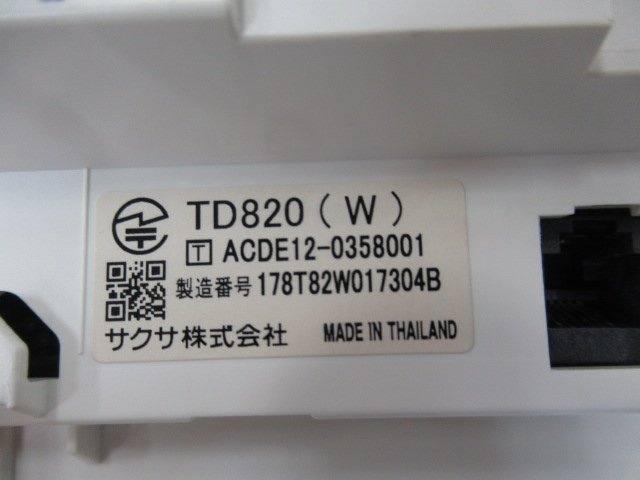 TD820(W)
T ACDE12-0358001
製造番号 178T82W017304B
サクサ株式会社 MADE IN THAILAND